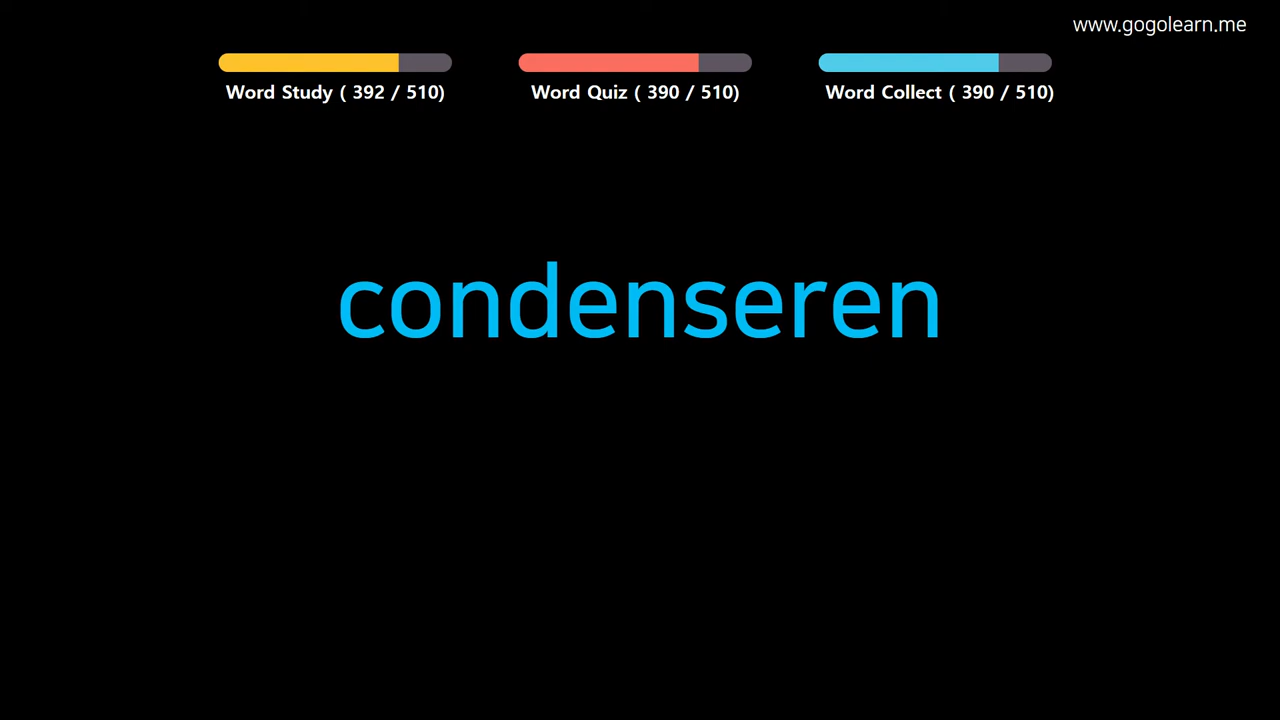 www.gogolearn.me
Word Study ( 392 / 510)
Word Quiz ( 390 / 510)
Word Collect ( 390 / 510)
condenseren